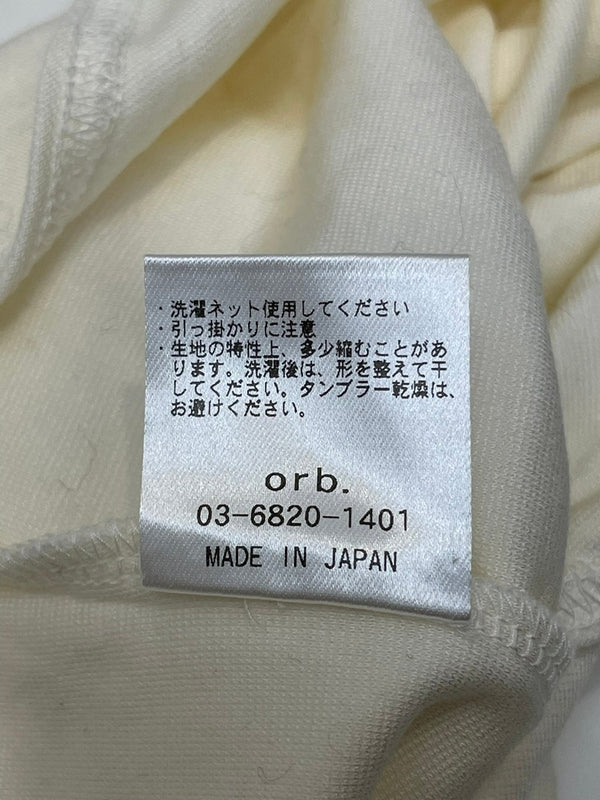 ・洗濯ネット使用してください
・引っ掛かりに注意
・生地の特性上、多少縮むことがあ
ります。洗濯後は、形を整えて干
してください。タンブラー乾燥は、
お避けください。
orb.
03-6820-1401
MADE IN JAPAN